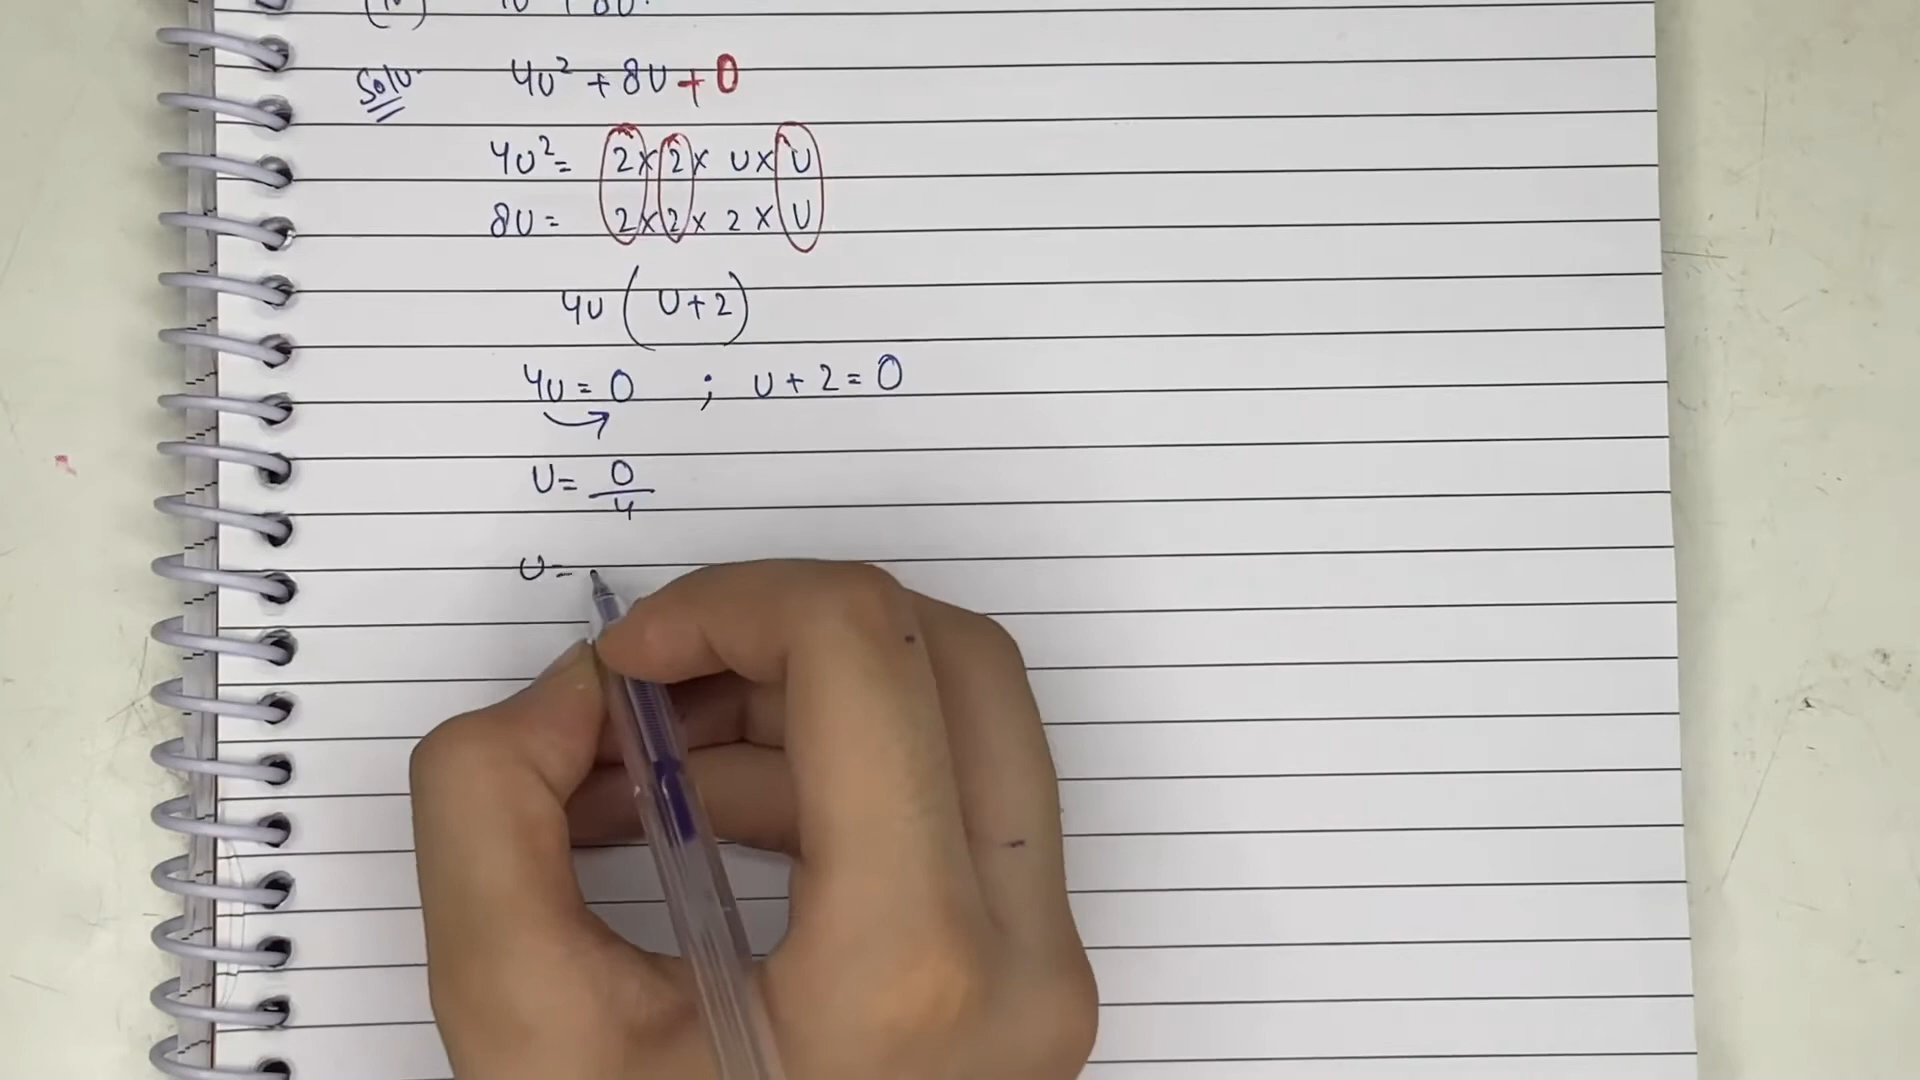 Solu.
4u² + 8u + 0
4u² = 2 × 2 × u × u
8u = 2 × 2 × 2 × u
4u (u + 2)
4u = 0 ; u + 2 = 0
u = 0/4
u =